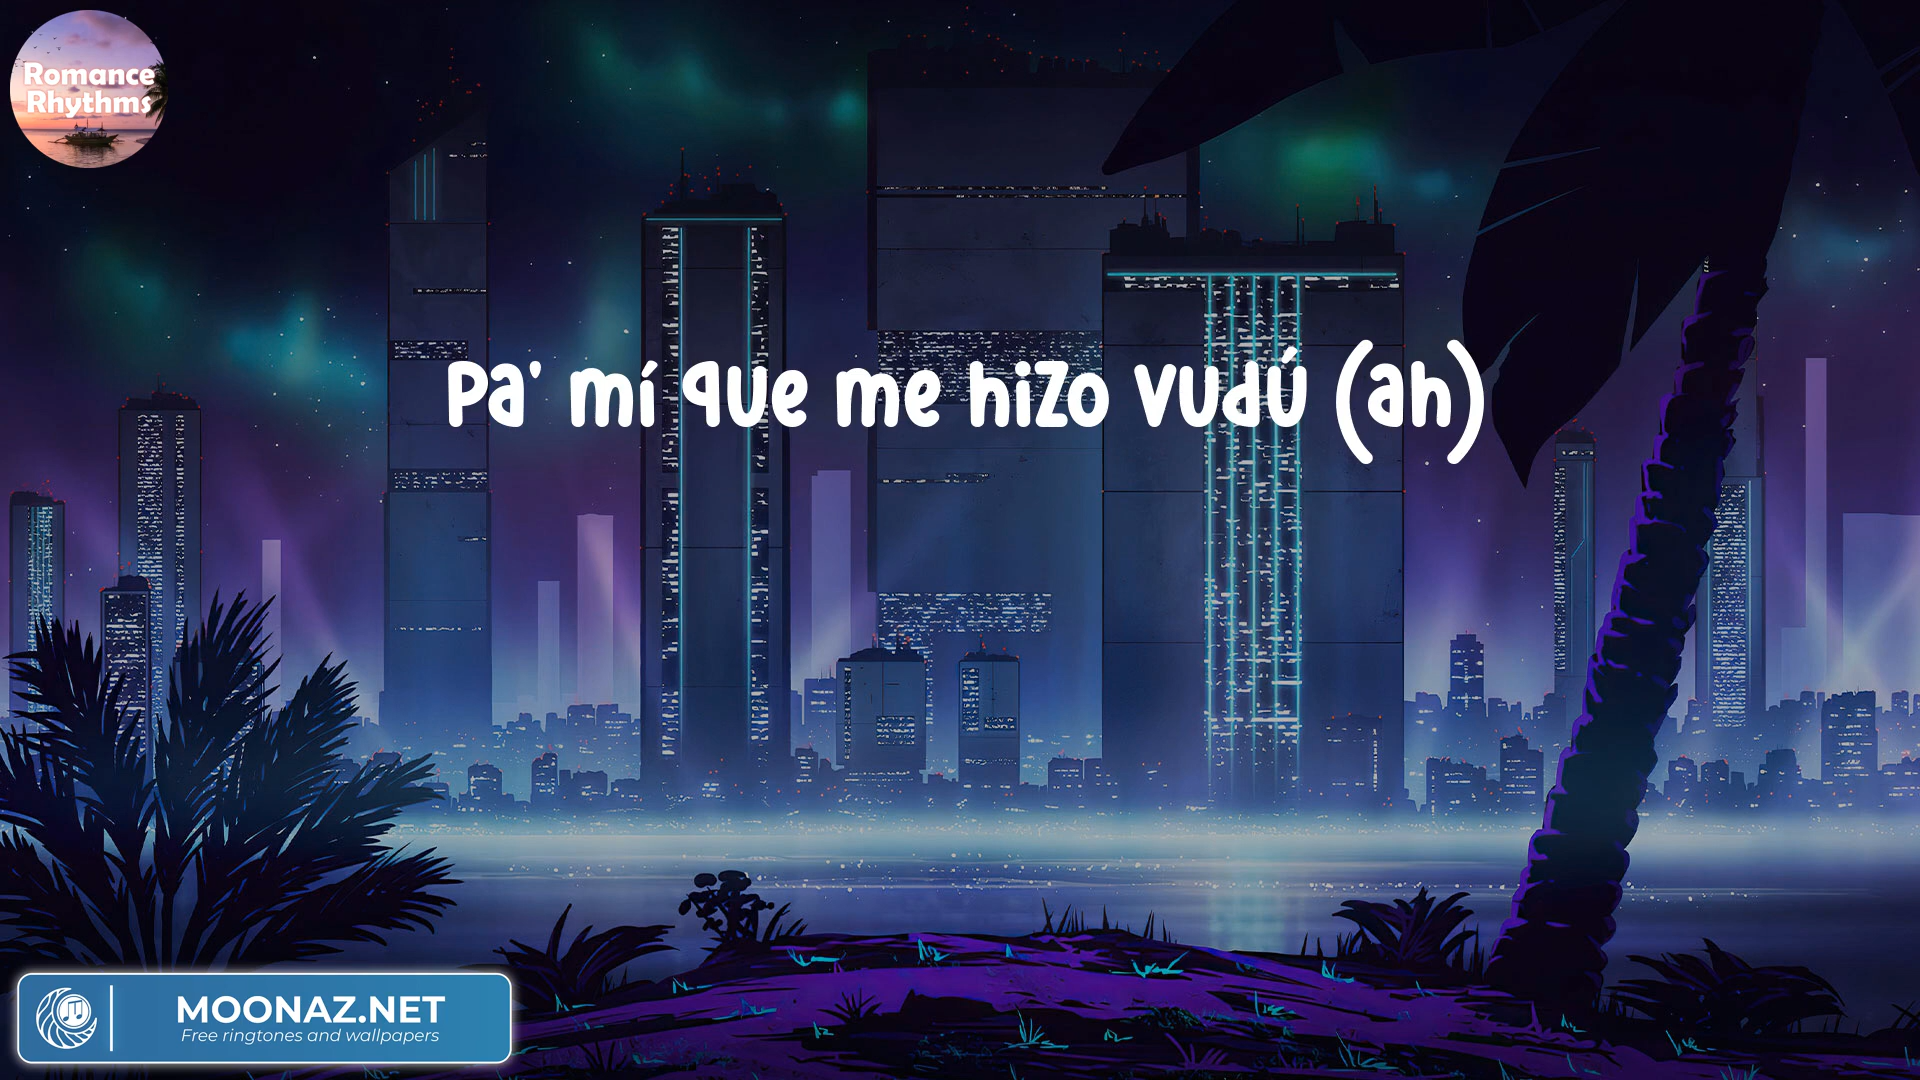 Romance
Rhythms
Pa' mí que me hizo vudú (ah)
MOONAZ.NET
Free ringtones and wallpapers